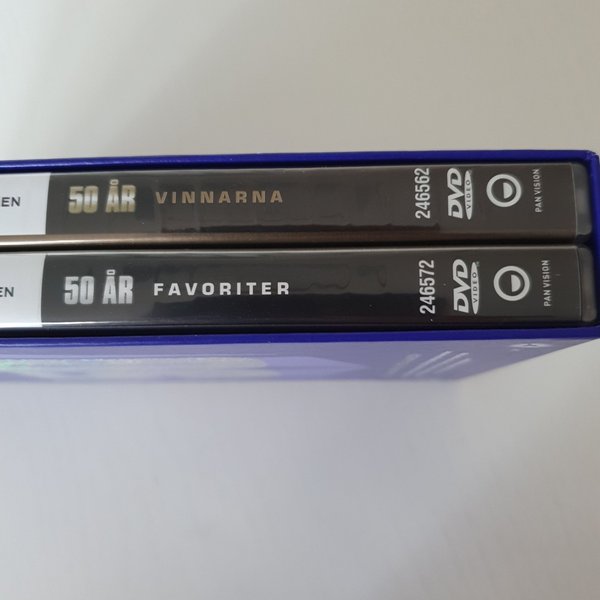 EN 50 ÅR VINNARNA 246562 DVD VIDEO PAN VISION
EN 50 ÅR FAVORITER 246572 DVD VIDEO PAN VISION